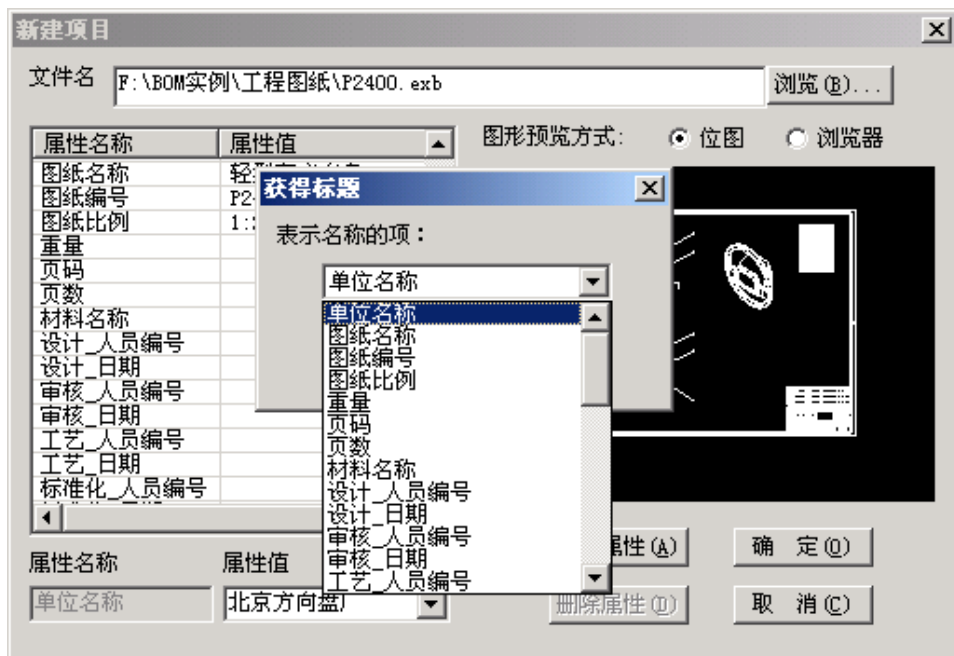 新建项目
文件名 F:\BOM实例\工程图纸\P2400.exb 浏览(B)...
属性名称 属性值 图形预览方式: 位图 浏览器
图纸名称
图纸编号
图纸比例
重量
页码
页数
材料名称
设计_人员编号
设计_日期
审核_人员编号
审核_日期
工艺_人员编号
工艺_日期
标准化_人员编号
轻
P2
1:
获得标题
表示名称的项：
单位名称
单位名称
图纸名称
图纸编号
图纸比例
重量
页码
页数
材料名称
设计_人员编号
设计_日期
审核_人员编号
审核_日期
工艺_人员编号
属性名称 属性值 属性(A) 确 定(O)
单位名称 北京方向盘厂 删除属性(D) 取 消(C)